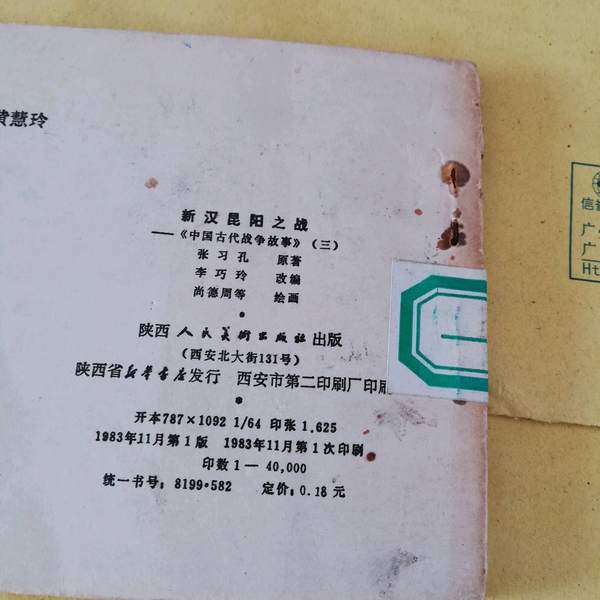 黄慧玲
新汉昆阳之战
——《中国古代战争故事》（三）
张习孔 原著
李巧玲 改编
尚德周等 绘画
陕西人民美術出版社出版
（西安北大街131号）
陕西省新华书店发行 西安市第二印刷厂印刷
开本787×1092 1/64 印张1.625
1983年11月第1版 1983年11月第1次印刷
印数1—40,000
统一书号：8199·582 定价：0.18元
信
广
广
Ht